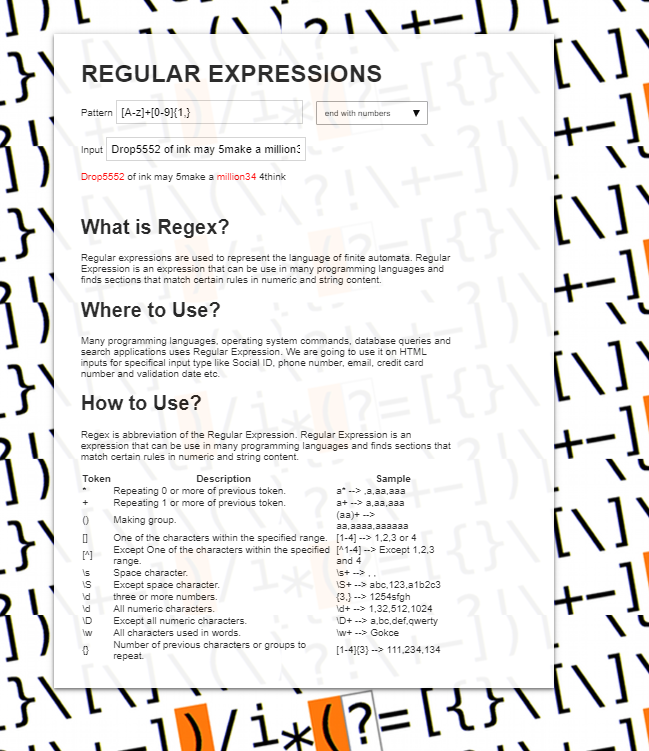 REGULAR EXPRESSIONS
Pattern [A-z]+[0-9]{1,} end with numbers ▼
Input Drop5552 of ink may 5make a million
Drop5552 of ink may 5make a million34 4think
What is Regex?
Regular expressions are used to represent the language of finite automata. Regular
Expression is an expression that can be use in many programming languages and
finds sections that match certain rules in numeric and string content.
Where to Use?
Many programming languages, operating system commands, database queries and
search applications uses Regular Expression. We are going to use it on HTML
inputs for specifical input type like Social ID, phone number, email, credit card
number and validation date etc.
How to Use?
Regex is abbreviation of the Regular Expression. Regular Expression is an
expression that can be use in many programming languages and finds sections that
match certain rules in numeric and string content.
Token Description Sample
* Repeating 0 or more of previous token. a* --> ,a,aa,aaa
+ Repeating 1 or more of previous token. a+ --> a,aa,aaa
() Making group. (aa)+ -->
aa,aaaa,aaaaaa
[] One of the characters within the specified range. [1-4] --> 1,2,3 or 4
[^] Except One of the characters within the specified [^1-4] --> Except 1,2,3
range. and 4
\s Space character. \s+ --> , ,
\S Except space character. \S+ --> abc,123,a1b2c3
\d three or more numbers. {3,} --> 1254sfgh
\d All numeric characters. \d+ --> 1,32,512,1024
\D Except all numeric characters. \D+ --> a,bc,def,qwerty
\w All characters used in words. \w+ --> Gokce
{} Number of previous characters or groups to [1-4]{3} --> 111,234,134
repeat.
])/i*(?=[{}\[\]\